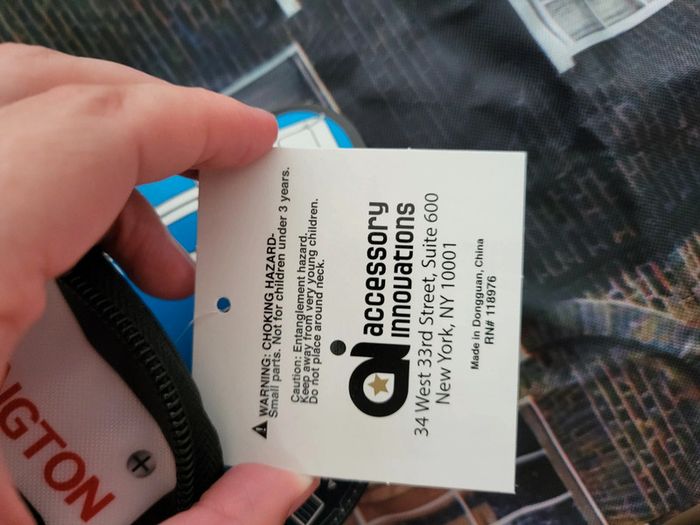 WARNING: CHOKING HAZARD-
Small parts. Not for children under 3 years.
Caution: Entanglement hazard.
Keep away from very young children.
Do not place around neck.
ai accessory
innovations
34 West 33rd Street, Suite 600
New York, NY 10001
Made in Dongguan, China
RN# 118976
NGTON